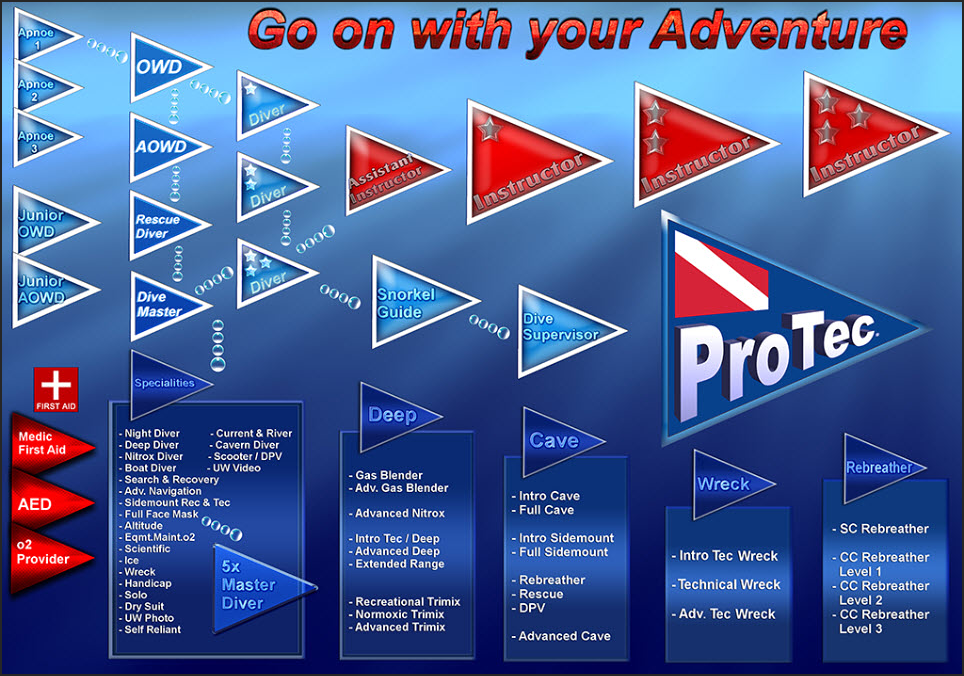 Go on with your Adventure
Apnoe
1
Apnoe
2
Apnoe
3
Junior
OWD
Junior
AOWD
OWD
AOWD
Rescue
Diver
Dive
Master
Diver
Diver
Diver
Assistant
Instructor
Instructor
Instructor
Instructor
Snorkel
Guide
Dive
Supervisor
ProTec
FIRST AID
Medic
First Aid
AED
o2
Provider
Specialities
- Night Diver
- Deep Diver
- Nitrox Diver
- Boat Diver
- Search & Recovery
- Adv. Navigation
- Sidemount Rec & Tec
- Full Face Mask
- Altitude
- Eqmt.Maint.o2
- Scientific
- Ice
- Wreck
- Handicap
- Solo
- Dry Suit
- UW Photo
- Self Reliant
- Current & River
- Cavern Diver
- Scooter / DPV
- UW Video
5x
Master
Diver
Deep
- Gas Blender
- Adv. Gas Blender
- Advanced Nitrox
- Intro Tec / Deep
- Advanced Deep
- Extended Range
- Recreational Trimix
- Normoxic Trimix
- Advanced Trimix
Cave
- Intro Cave
- Full Cave
- Intro Sidemount
- Full Sidemount
- Rebreather
- Rescue
- DPV
- Advanced Cave
Wreck
- Intro Tec Wreck
-Technical Wreck
- Adv. Tec Wreck
Rebreather
- SC Rebreather
- CC Rebreather
Level 1
- CC Rebreather
Level 2
- CC Rebreather
Level 3